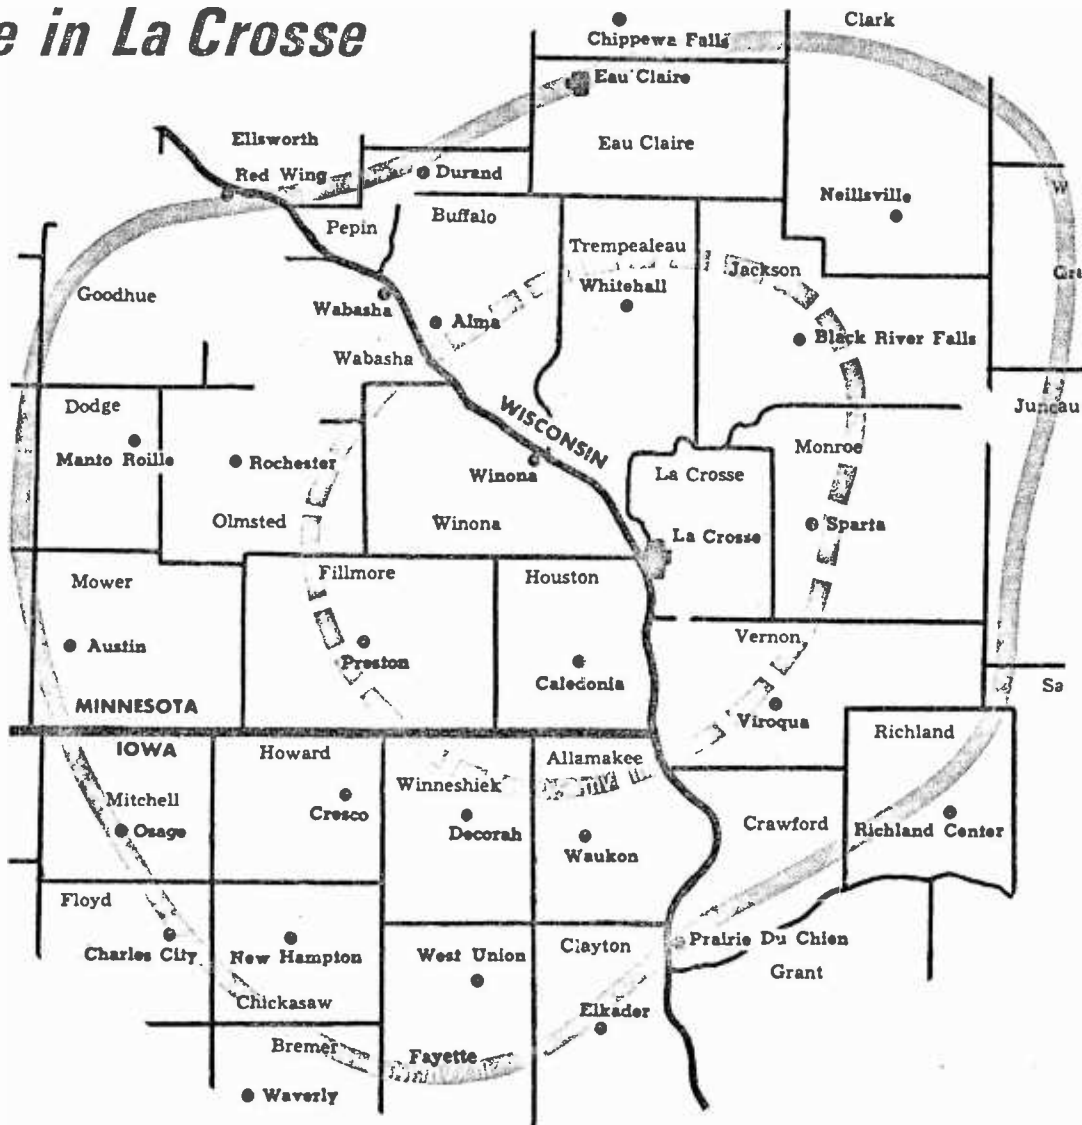 e in La Crosse
Clark
Chippewa Falls
Eau Claire
Ellsworth
Eau Claire
Red Wing
Durand
Neillsville
Buffalo
Pepin
Trempealeau
Jackson
Whitehall
Goodhue
Wabasha
Alma
Black River Falls
Wabasha
Dodge
WISCONSIN
Juneau
Manto Roille
Rochester
Monroe
Winona
La Crosse
Olmsted
Winona
Sparta
La Crosse
Mower
Fillmore
Houston
Vernon
Austin
Preston
Caledonia
Sa
MINNESOTA
Viroqua
IOWA
Howard
Richland
Allamakee
Winneshiek
Mitchell
Cresco
Decorah
Crawford
Osage
Richland Center
Waukon
Floyd
Prairie Du Chien
Charles City
New Hampton
West Union
Clayton
Grant
Chickasaw
Elkader
Bremer
Fayette
Waverly